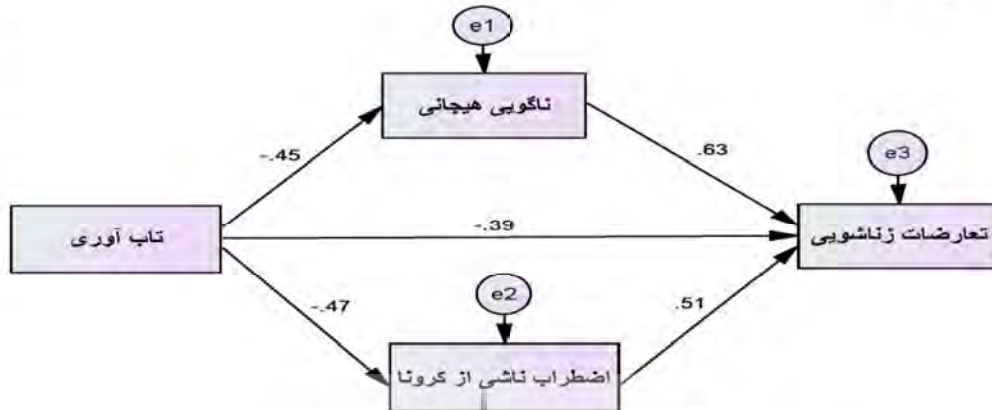 e1
ناگویی هیجانی
-.45
.63
e3
تاب آوری
-.39
تعارضات زناشویی
-.47
e2
.51
اضطراب ناشی از کرونا